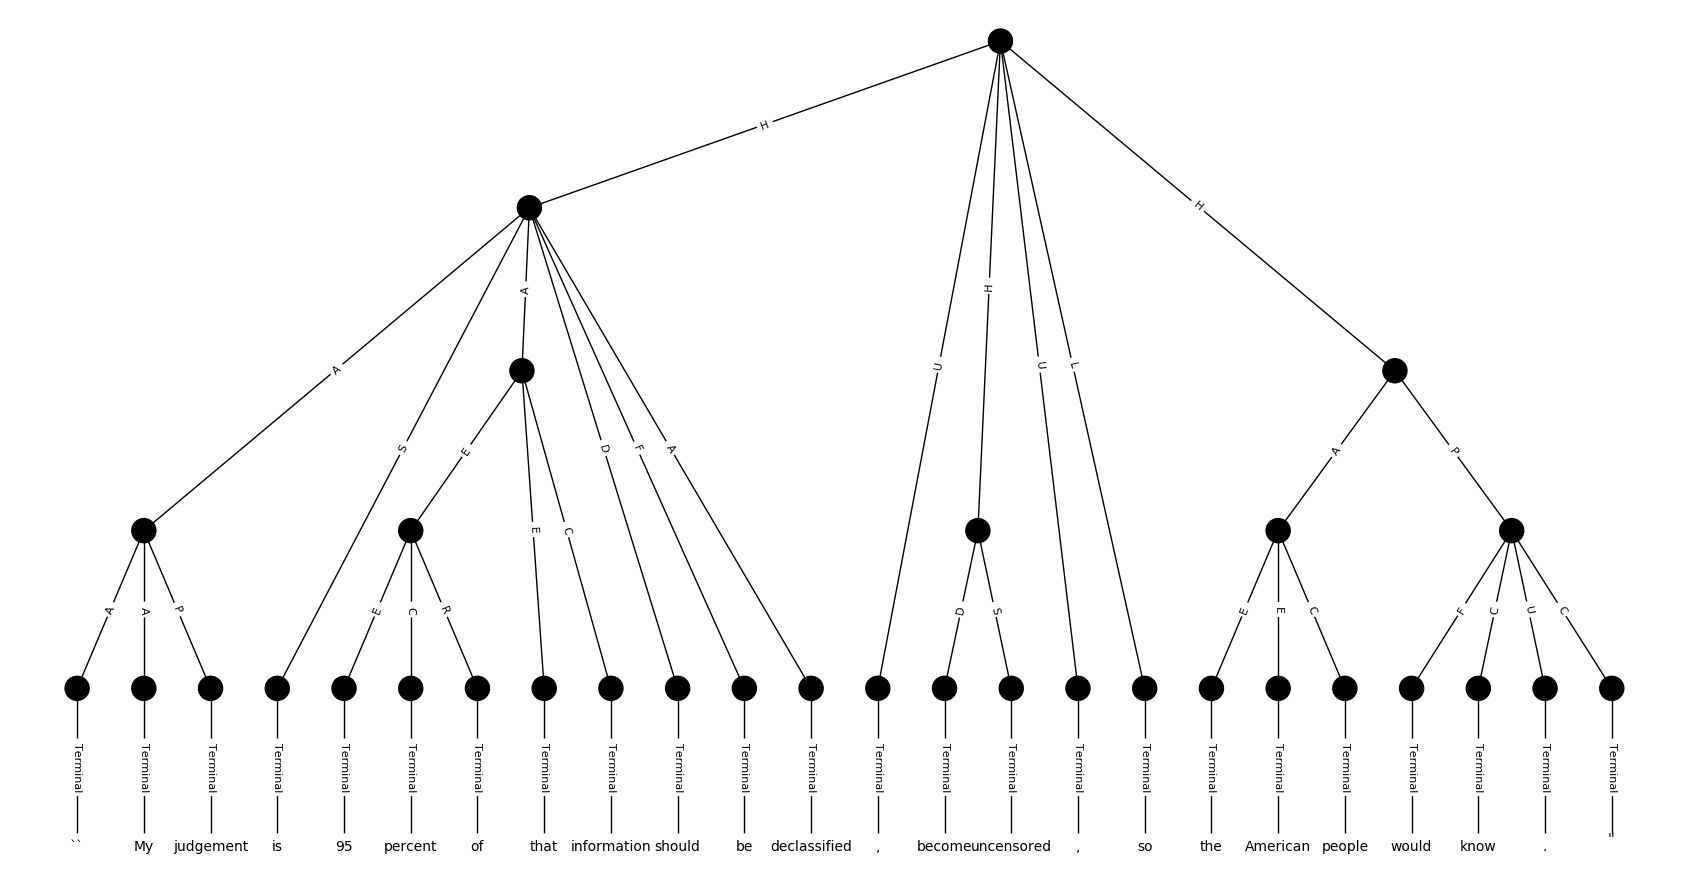 H
A S A D F A U H U L H
E E C A P
A A P E C R D S E E C F C U C
Terminal Terminal Terminal Terminal Terminal Terminal Terminal Terminal Terminal Terminal Terminal Terminal Terminal Terminal Terminal Terminal Terminal Terminal Terminal Terminal Terminal Terminal Terminal Terminal
`` My judgement is 95 percent of that information should be declassified , become uncensored , so the American people would know . "